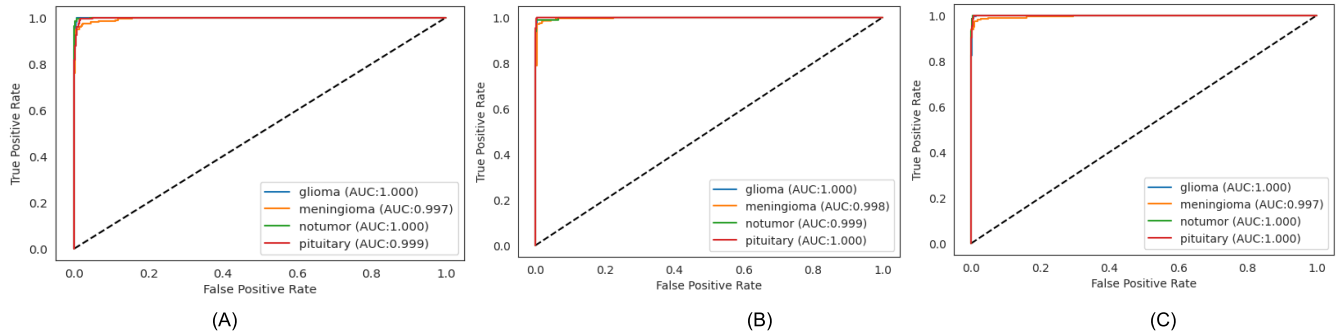 1.0
0.8
0.6
0.4
0.2
0.0
True Positive Rate
0.0 0.2 0.4 0.6 0.8 1.0
False Positive Rate
glioma (AUC:1.000)
meningioma (AUC:0.997)
notumor (AUC:1.000)
pituitary (AUC:0.999)
(A)
1.0
0.8
0.6
0.4
0.2
0.0
True Positive Rate
0.0 0.2 0.4 0.6 0.8 1.0
False Positive Rate
glioma (AUC:1.000)
meningioma (AUC:0.998)
notumor (AUC:0.999)
pituitary (AUC:1.000)
(B)
1.0
0.8
0.6
0.4
0.2
0.0
True Positive Rate
0.0 0.2 0.4 0.6 0.8 1.0
False Positive Rate
glioma (AUC:1.000)
meningioma (AUC:0.997)
notumor (AUC:1.000)
pituitary (AUC:1.000)
(C)